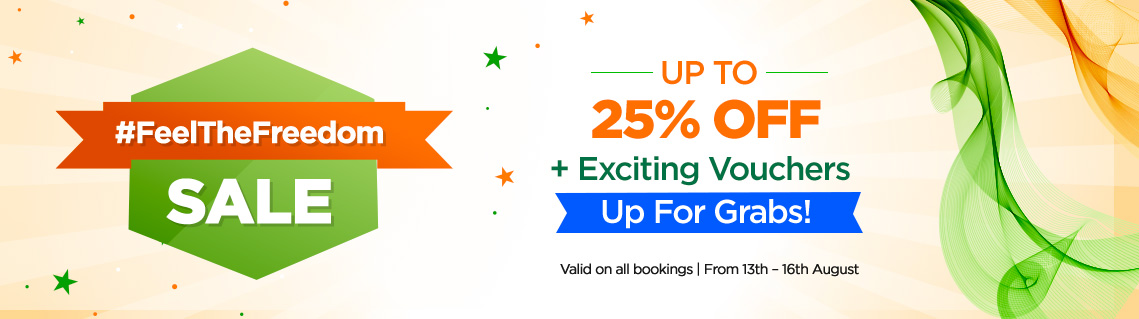 #FeelTheFreedom
SALE
UP TO
25% OFF
+ Exciting Vouchers
Up For Grabs!
Valid on all bookings | From 13th – 16th August